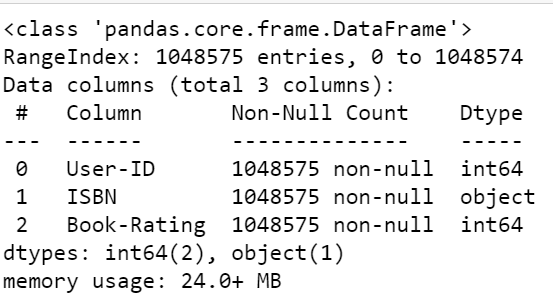 <class 'pandas.core.frame.DataFrame'>
RangeIndex: 1048575 entries, 0 to 1048574
Data columns (total 3 columns):
 #   Column       Non-Null Count    Dtype
---  ------       --------------    -----
 0   User-ID      1048575 non-null  int64
 1   ISBN         1048575 non-null  object
 2   Book-Rating  1048575 non-null  int64
dtypes: int64(2), object(1)
memory usage: 24.0+ MB